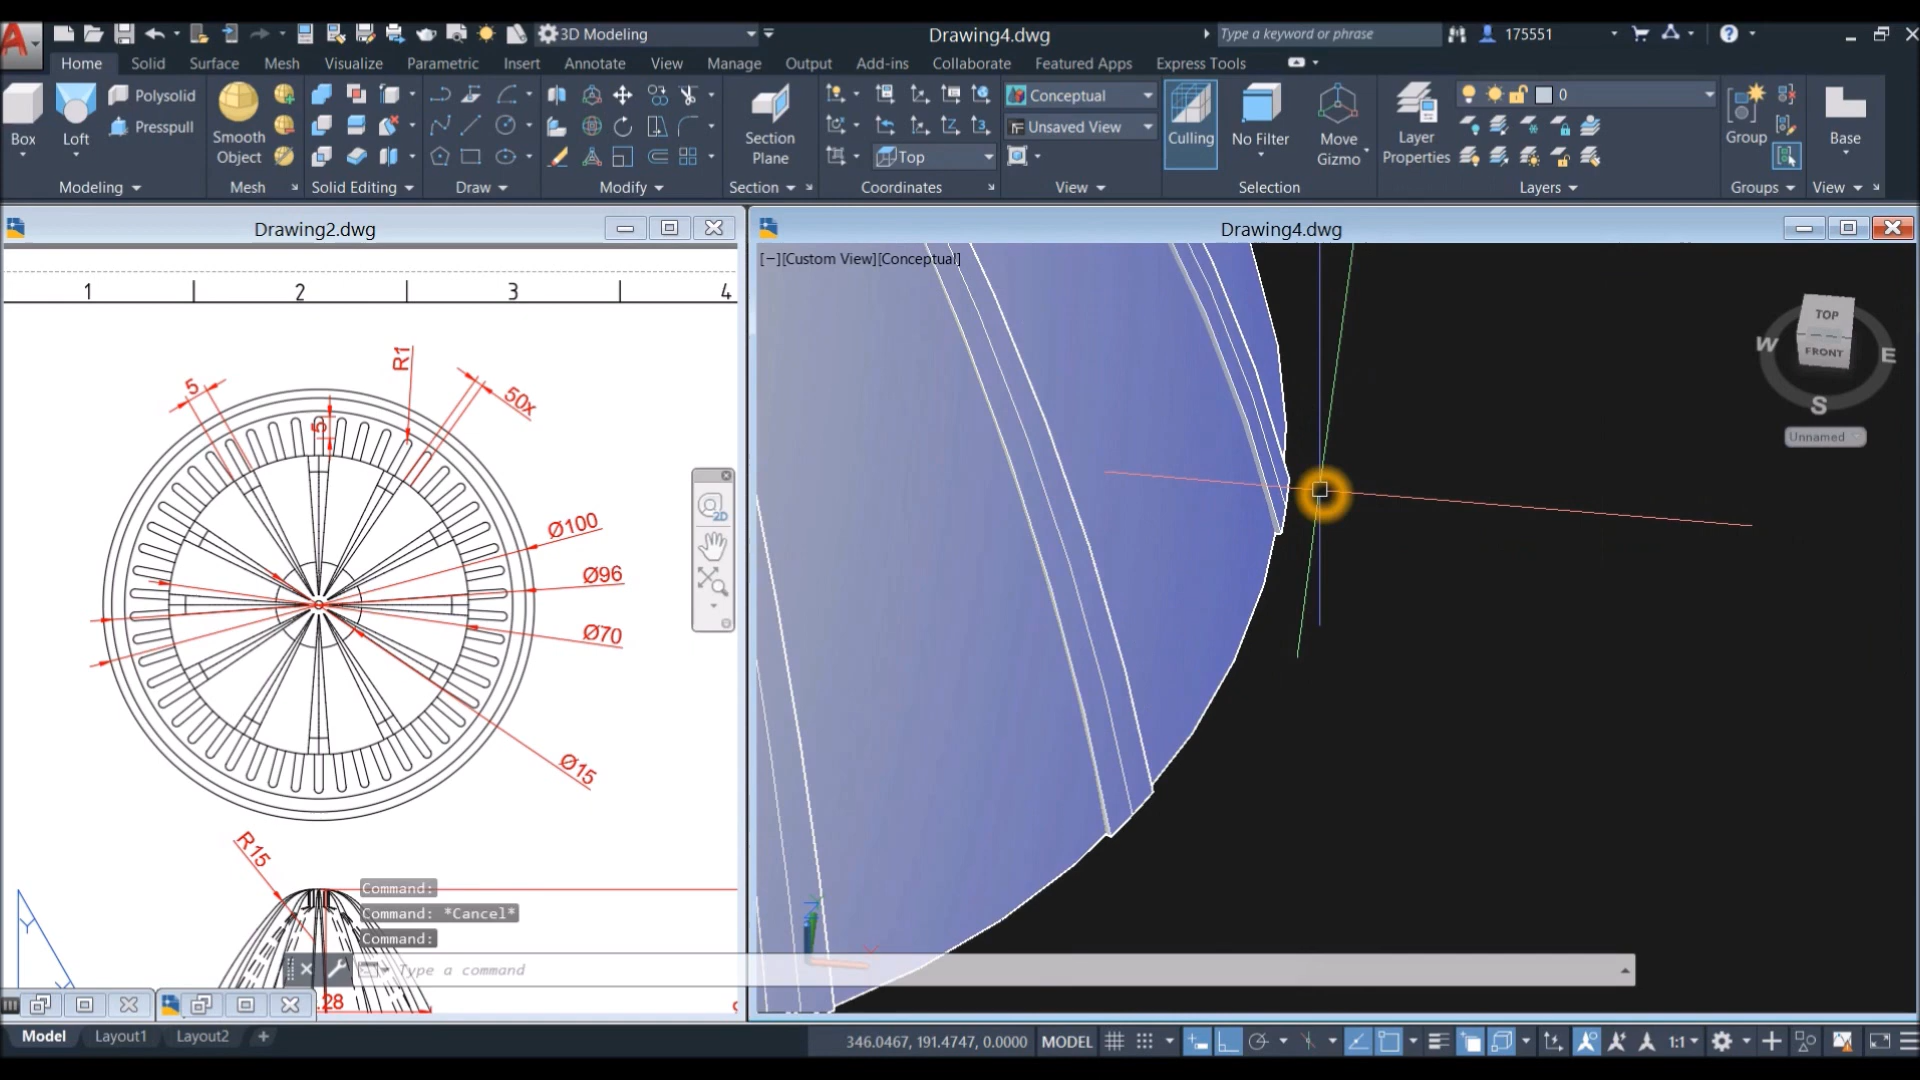 3D Modeling
Drawing4.dwg
Type a keyword or phrase
175551
Home
Solid
Surface
Mesh
Visualize
Parametric
Insert
Annotate
View
Manage
Output
Add-ins
Collaborate
Featured Apps
Express Tools
Box
Loft
Polysolid
Presspull
Smooth
Object
Section
Plane
Conceptual
Unsaved View
Top
Culling
No Filter
Move
Gizmo
Layer
Properties
0
Group
Base
Modeling
Mesh
Solid Editing
Draw
Modify
Section
Coordinates
View
Selection
Layers
Groups
View
Drawing2.dwg
Drawing4.dwg
1
2
3
4
[−][Custom View][Conceptual]
TOP
FRONT
W
E
S
Unnamed
5
5
R1
50x
Ø100
Ø96
Ø70
Ø15
R15
.28
2D
Command:
Command: *Cancel*
Command:
Type a command
Z
X
Model
Layout1
Layout2
+
346.0467, 191.4747, 0.0000
MODEL
1:1